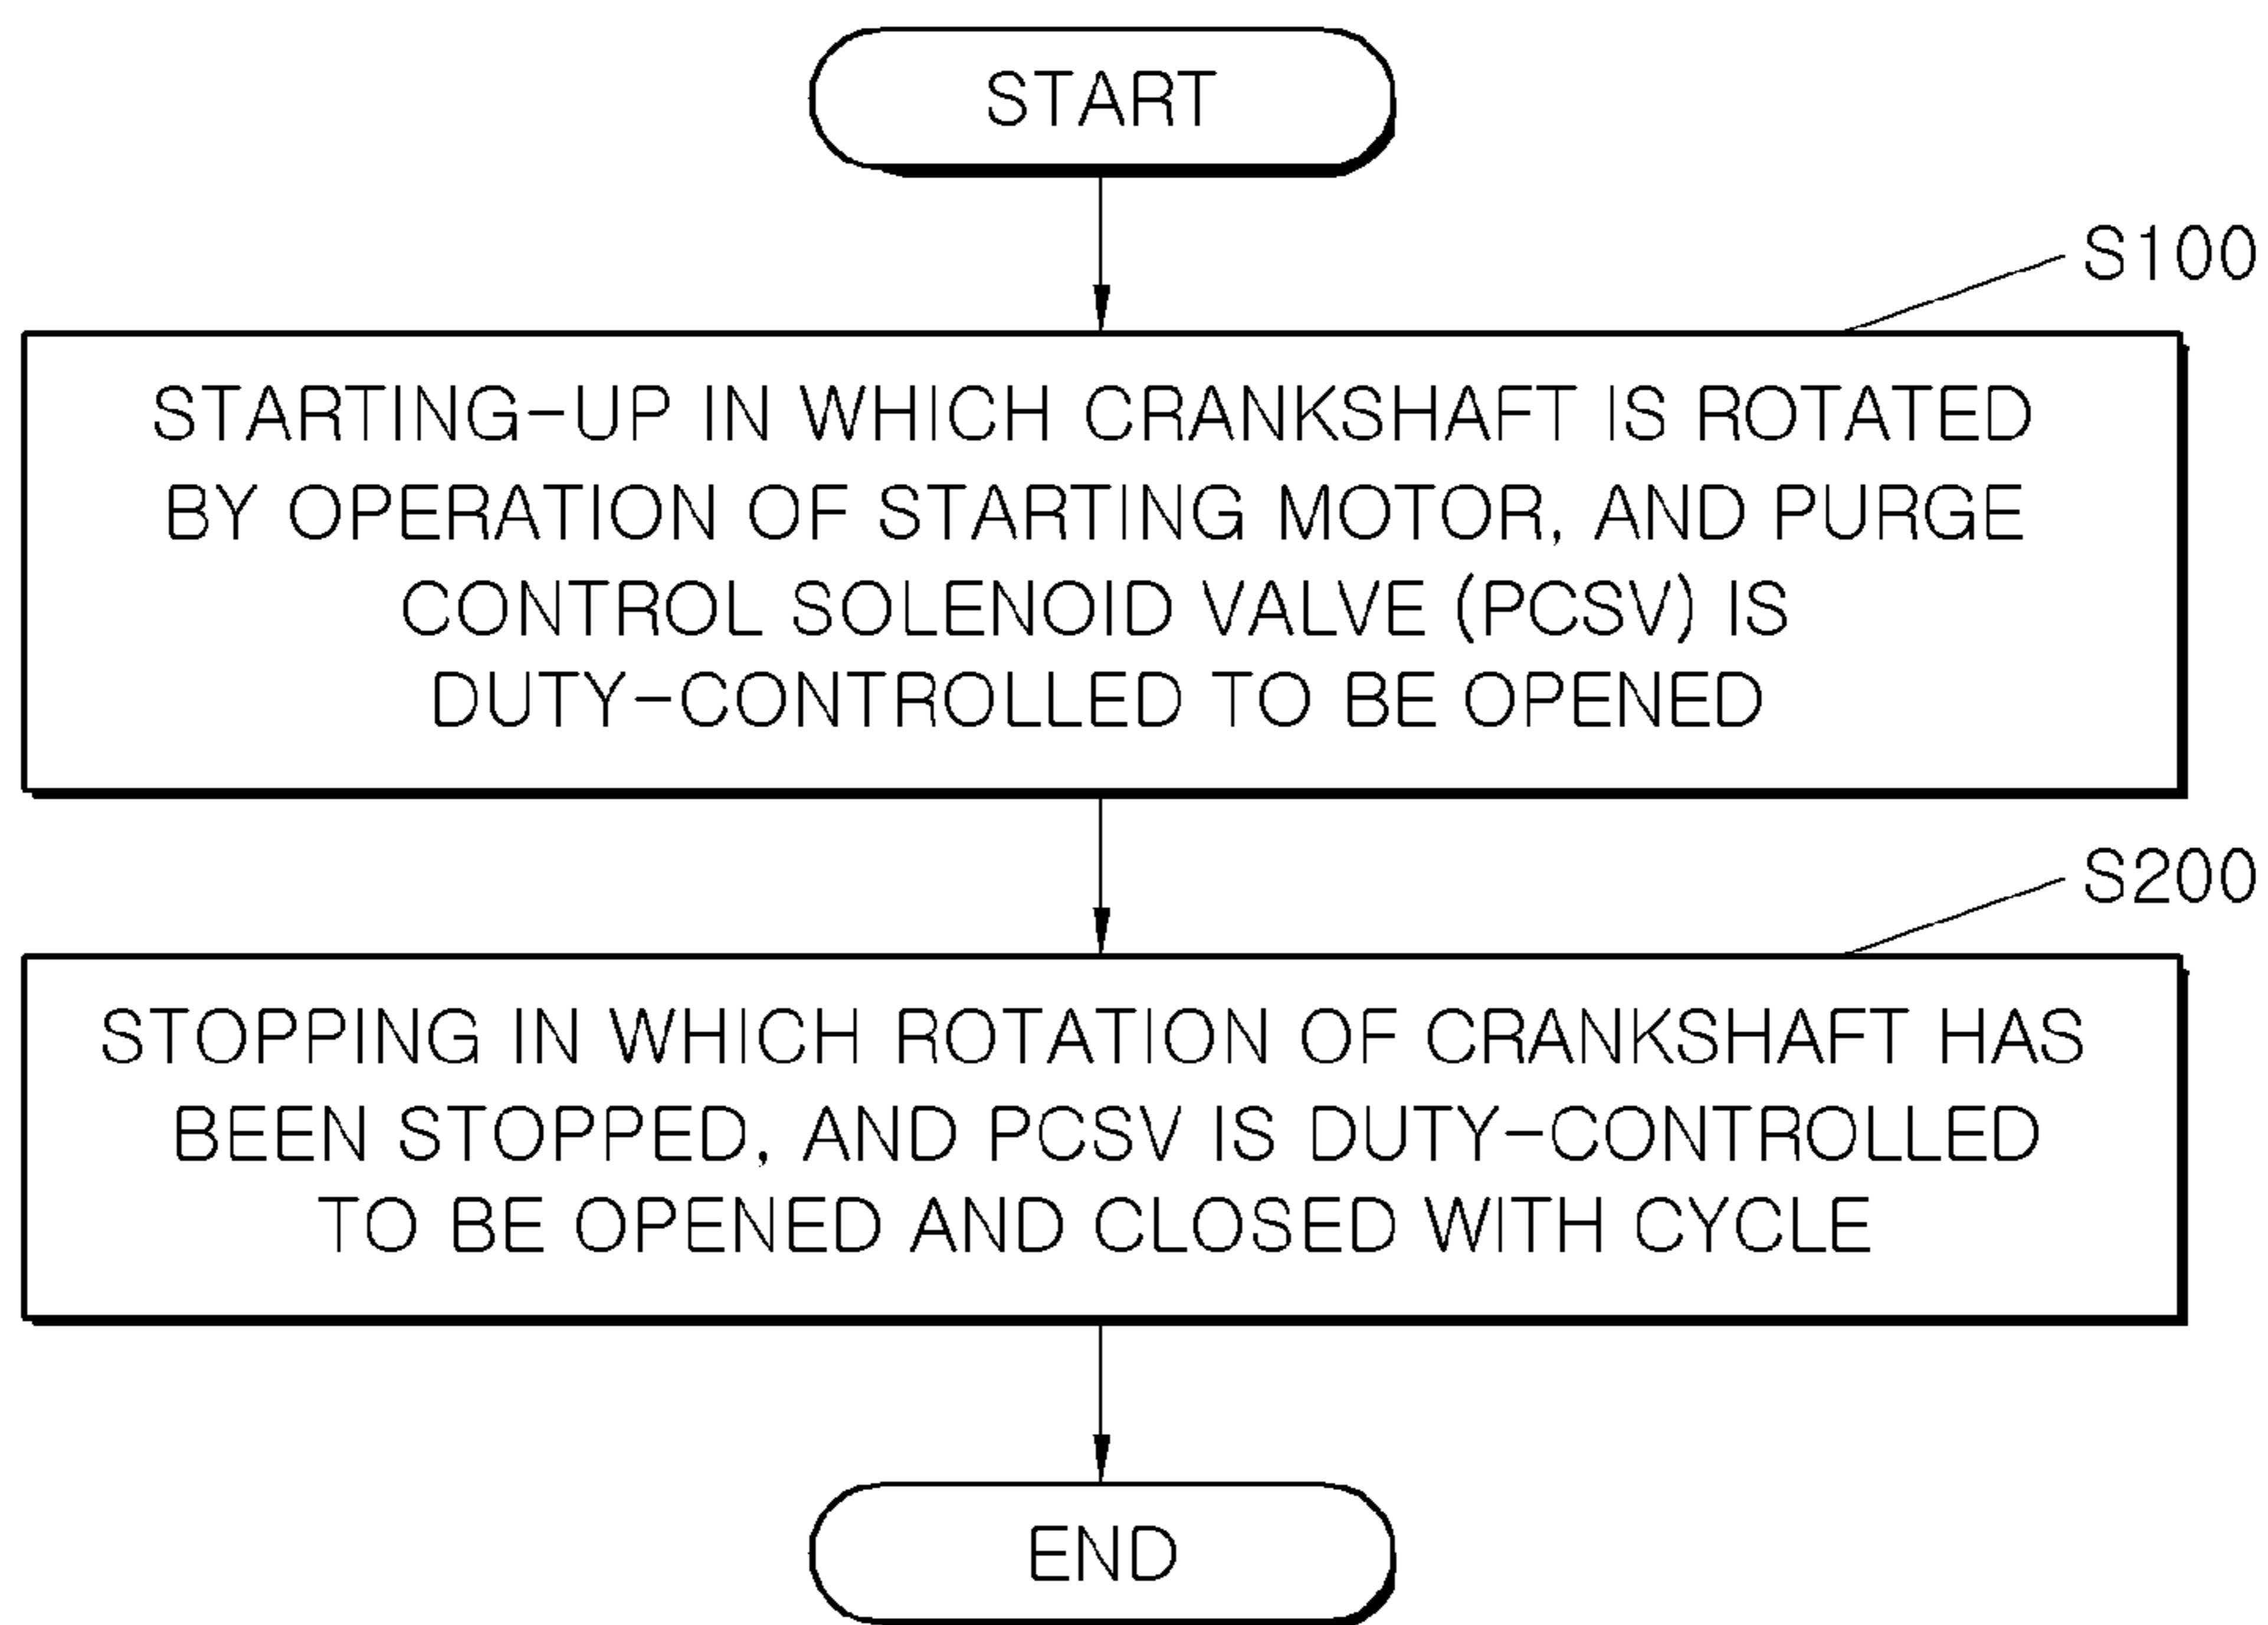 START
S100
STARTING-UP IN WHICH CRANKSHAFT IS ROTATED
BY OPERATION OF STARTING MOTOR, AND PURGE
CONTROL SOLENOID VALVE (PCSV) IS
DUTY-CONTROLLED TO BE OPENED
S200
STOPPING IN WHICH ROTATION OF CRANKSHAFT HAS
BEEN STOPPED, AND PCSV IS DUTY-CONTROLLED
TO BE OPENED AND CLOSED WITH CYCLE
END